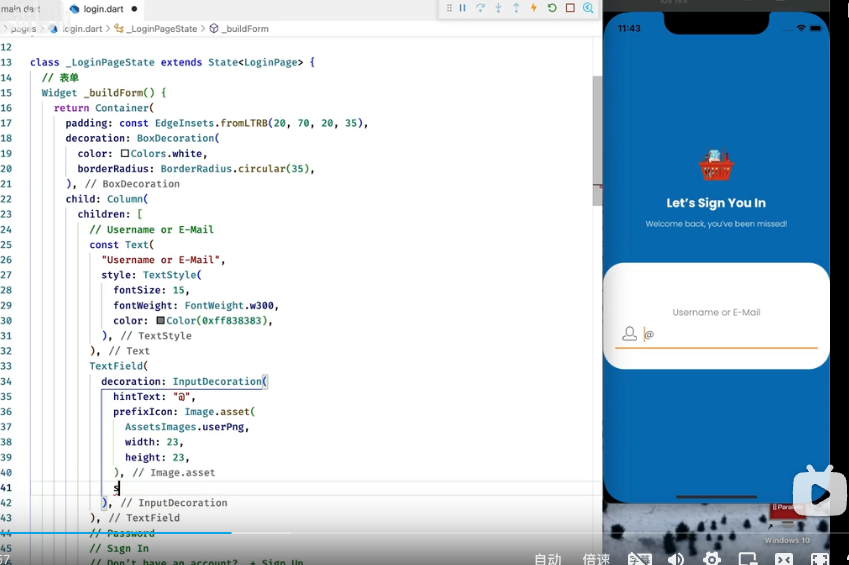 main.dart
login.dart
pages
login.dart
_LoginPageState
_buildForm
12
13 class _LoginPageState extends State<LoginPage> {
14 // 表单
15 Widget _buildForm() {
16 return Container(
17 padding: const EdgeInsets.fromLTRB(20, 70, 20, 35),
18 decoration: BoxDecoration(
19 color: Colors.white,
20 borderRadius: BorderRadius.circular(35),
21 ), // BoxDecoration
22 child: Column(
23 children: [
24 // Username or E-Mail
25 const Text(
26 "Username or E-Mail",
27 style: TextStyle(
28 fontSize: 15,
29 fontWeight: FontWeight.w300,
30 color: Color(0xff838383),
31 ), // TextStyle
32 ), // Text
33 TextField(
34 decoration: InputDecoration(
35 hintText: "@",
36 prefixIcon: Image.asset(
37 AssetsImages.userPng,
38 width: 23,
39 height: 23,
40 ), // Image.asset
41 s
42 ), // InputDecoration
43 ), // TextField
44 // Password
45 // Sign In
// Don't have an account? + Sign Up
11:43
Let's Sign You In
Welcome back, you've been missed!
Username or E-Mail
@
Windows 10
自动
倍速